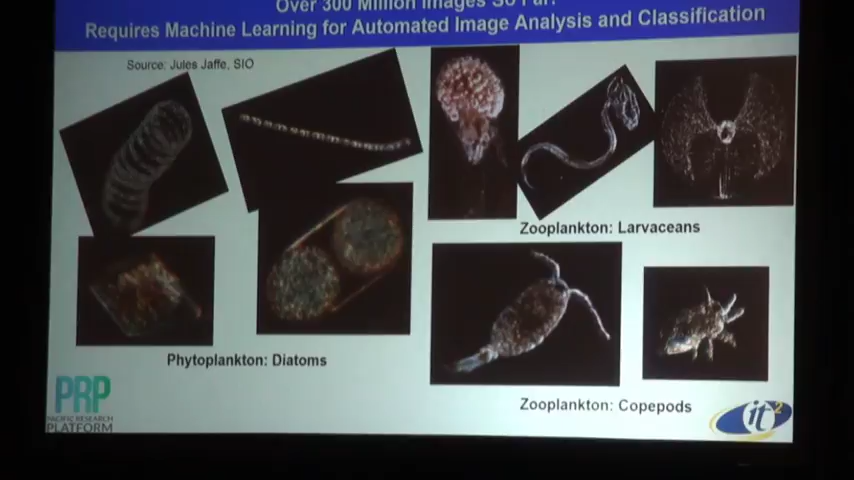 Over 300 Million Images So Far!
Requires Machine Learning for Automated Image Analysis and Classification
Source: Jules Jaffe, SIO
Zooplankton: Larvaceans
Phytoplankton: Diatoms
Zooplankton: Copepods
PRP
PACIFIC RESEARCH
PLATFORM
it2